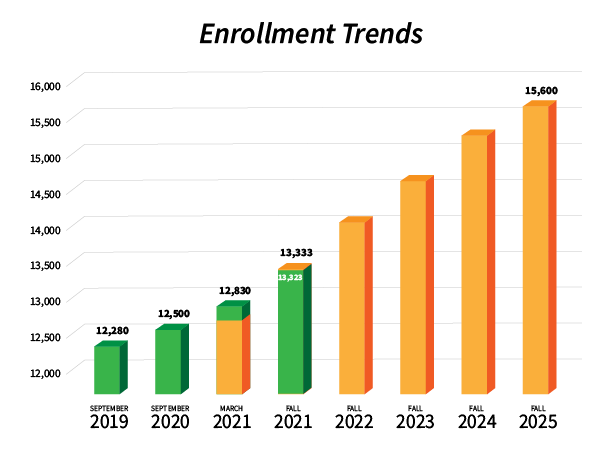 Enrollment Trends
16,000
15,500
15,000
14,500
14,000
13,500
13,000
12,500
12,000
12,280
12,500
12,830
13,333
13,323
15,600
SEPTEMBER
2019
SEPTEMBER
2020
MARCH
2021
FALL
2021
FALL
2022
FALL
2023
FALL
2024
FALL
2025